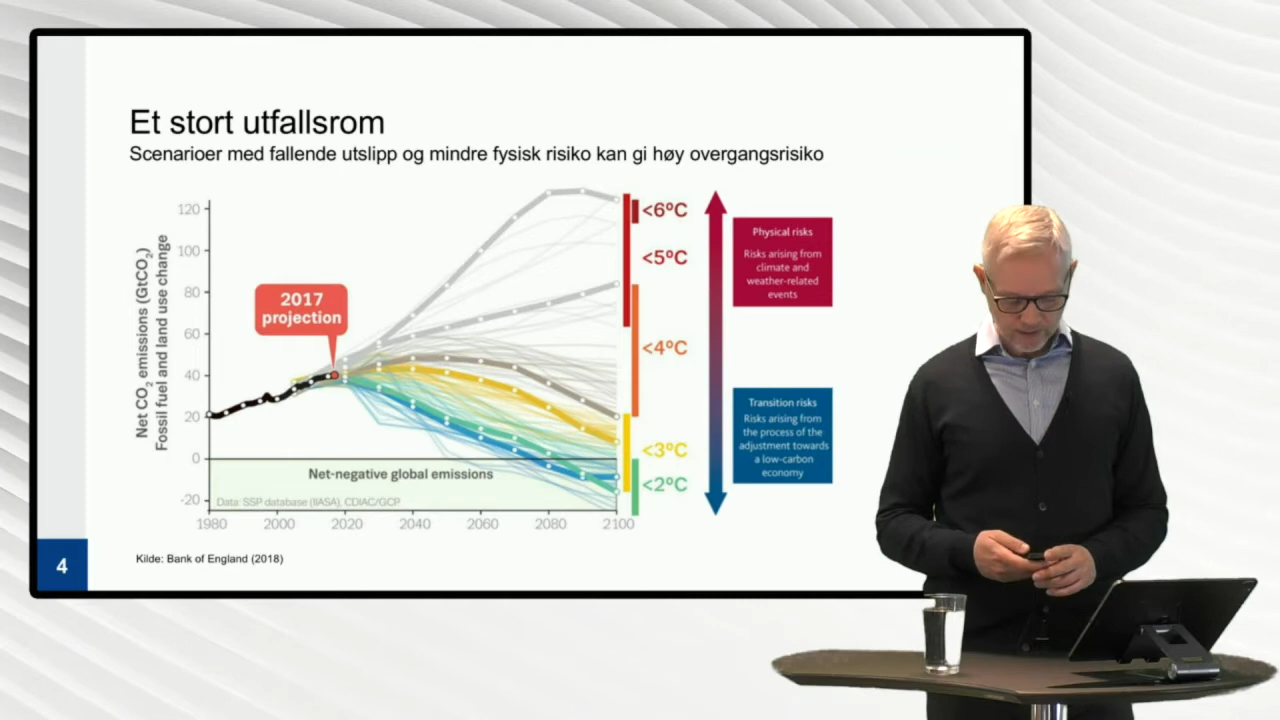 Et stort utfallsrom
Scenarioer med fallende utslipp og mindre fysisk risiko kan gi høy overgangsrisiko
Net CO2 emissions (GtCO2)
Fossil fuel and land use change
120
100
80
60
40
20
0
-20
2017
projection
Net-negative global emissions
Data: SSP database (IIASA), CDIAC/GCP
1980
2000
2020
2040
2060
2080
2100
<6ºC
<5ºC
<4ºC
<3ºC
<2ºC
Physical risks
Risks arising from
climate and
weather-related
events
Transition risks
Risks arising from
the process of the
adjustment towards
a low-carbon
economy
Kilde: Bank of England (2018)
4